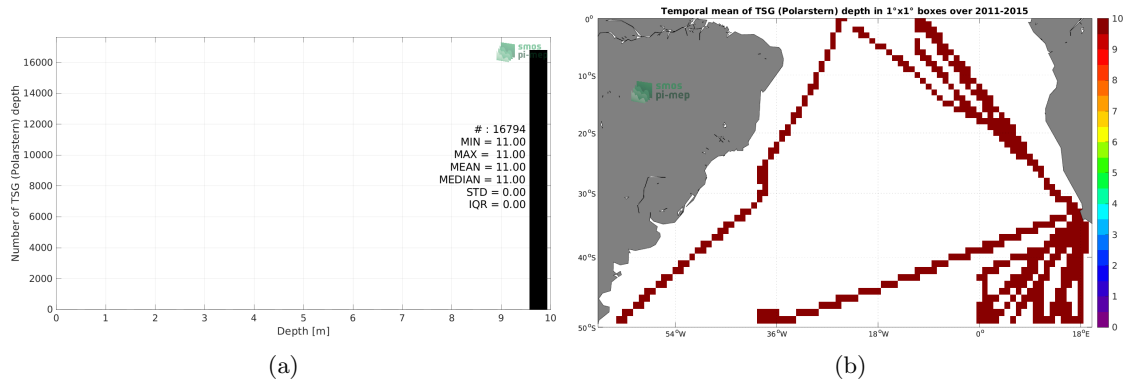 Number of TSG (Polarstern) depth
16000
14000
12000
10000
8000
6000
4000
2000
0
smos
pi-mep
# : 16794
MIN = 11.00
MAX = 11.00
MEAN = 11.00
MEDIAN = 11.00
STD = 0.00
IQR = 0.00
0 1 2 3 4 5 6 7 8 9 10
Depth [m]
(a)
Temporal mean of TSG (Polarstern) depth in 1°x1° boxes over 2011-2015
0°
10°S
20°S
30°S
40°S
50°S
smos
pi-mep
54°W 36°W 18°W 0° 18°E
10
9
8
7
6
5
4
3
2
1
0
(b)